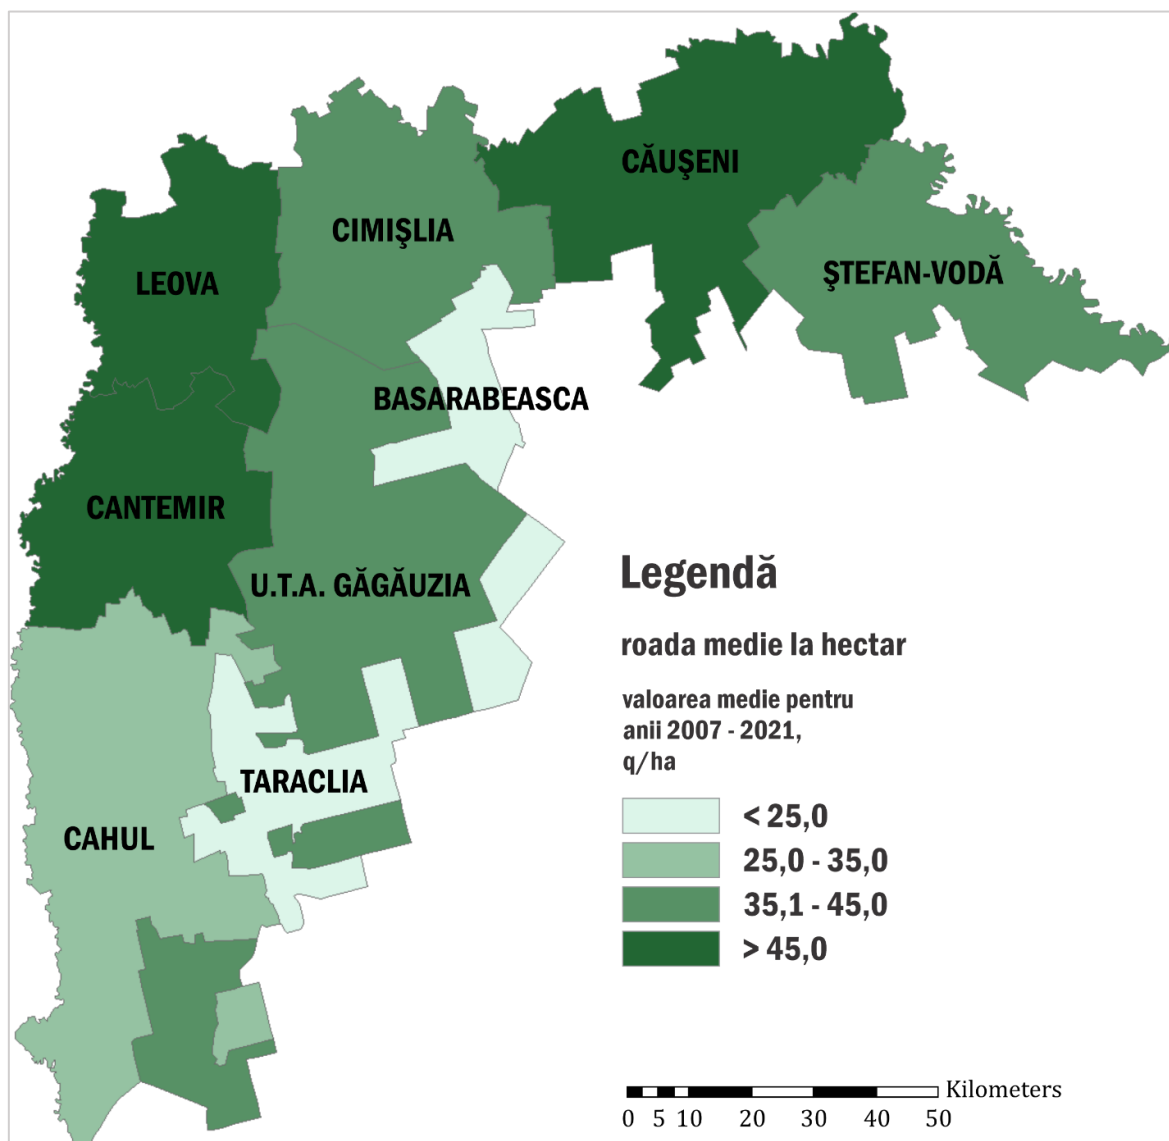 CĂUŞENI
CIMIŞLIA
LEOVA
ŞTEFAN-VODĂ
BASARABEASCA
CANTEMIR
U.T.A. GĂGĂUZIA
TARACLIA
CAHUL
Legendă
roada medie la hectar
valoarea medie pentru
anii 2007 - 2021,
q/ha
< 25,0
25,0 - 35,0
35,1 - 45,0
> 45,0
Kilometers
0 5 10 20 30 40 50